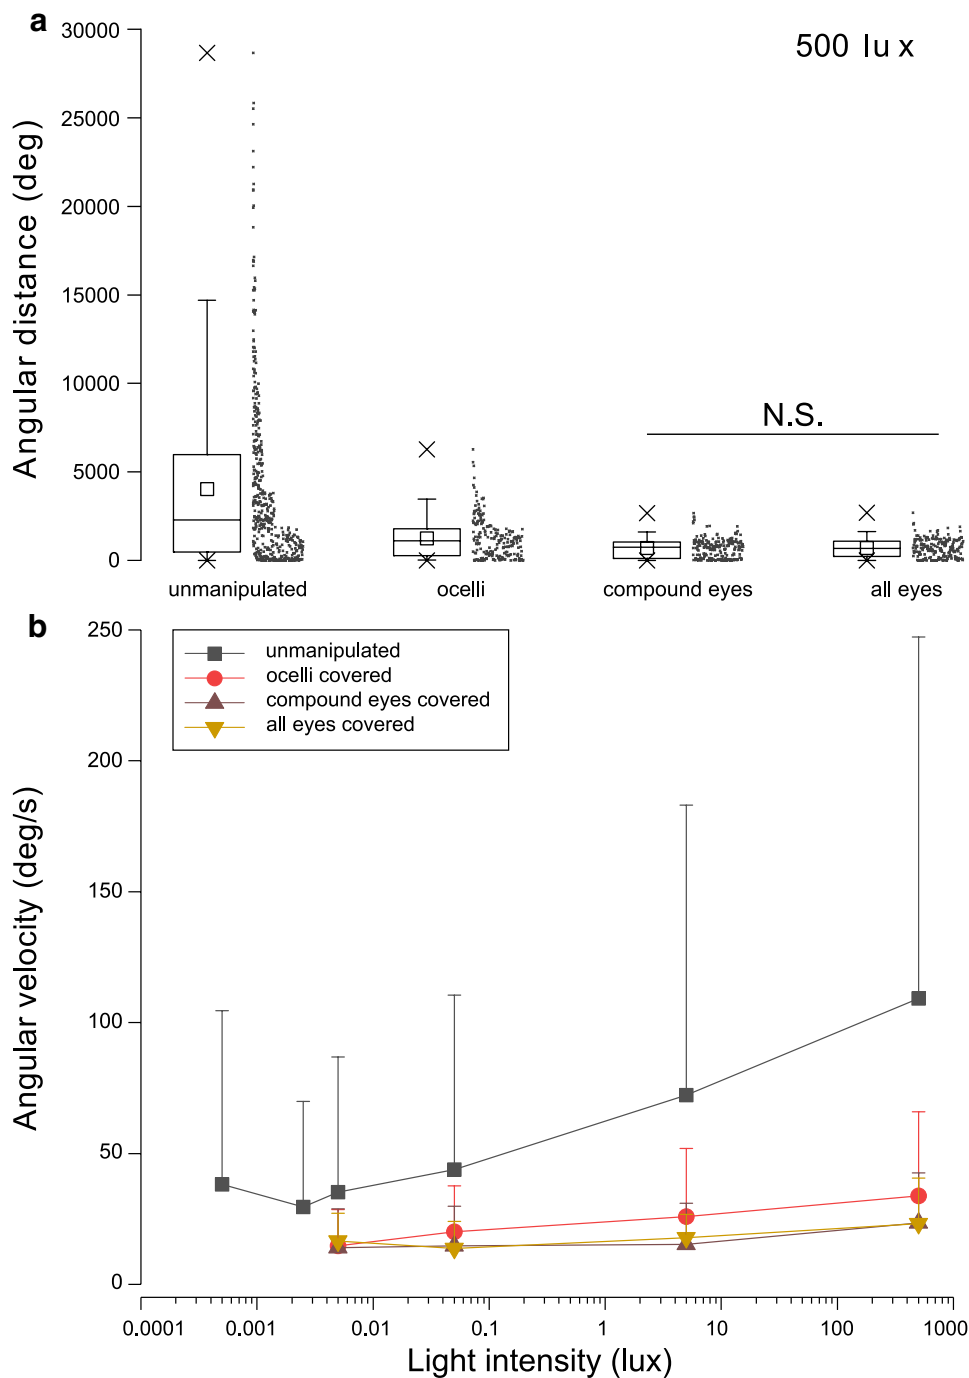 a
500 lux
Angular distance (deg)
30000
25000
20000
15000
10000
5000
0
N.S.
unmanipulated
ocelli
compound eyes
all eyes
b
Angular velocity (deg/s)
250
200
150
100
50
0
unmanipulated
ocelli covered
compound eyes covered
all eyes covered
0.0001 0.001 0.01 0.1 1 10 100 1000
Light intensity (lux)